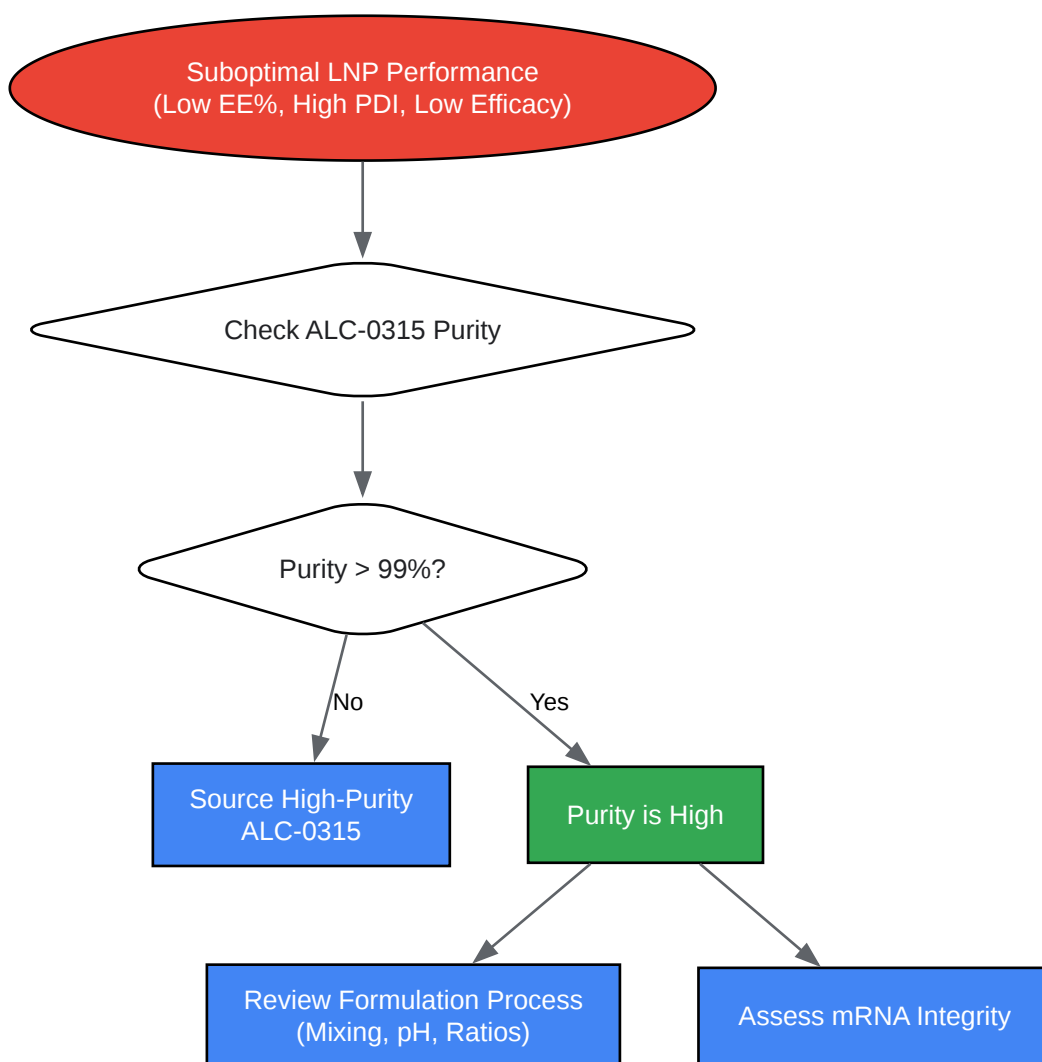 Suboptimal LNP Performance
(Low EE%, High PDI, Low Efficacy)
Check ALC-0315 Purity
Purity > 99%?
No
Yes
Source High-Purity
ALC-0315
Purity is High
Review Formulation Process
(Mixing, pH, Ratios)
Assess mRNA Integrity